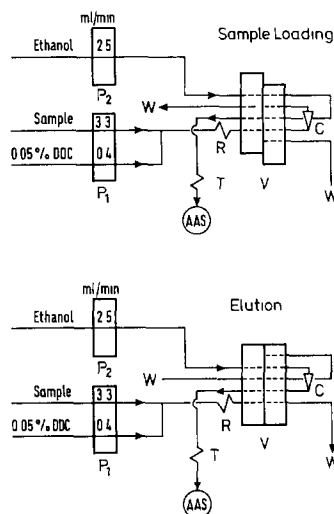 ml/min
Sample Loading
Ethanol 2 5
P2
W
Sample 3 3
0 05 % DDC 0 4
P1
R
V
C
T
W
AAS
ml/min
Elution
Ethanol 2 5
P2
W
Sample 3 3
0 05 % DDC 0 4
P1
R
V
C
T
W
AAS